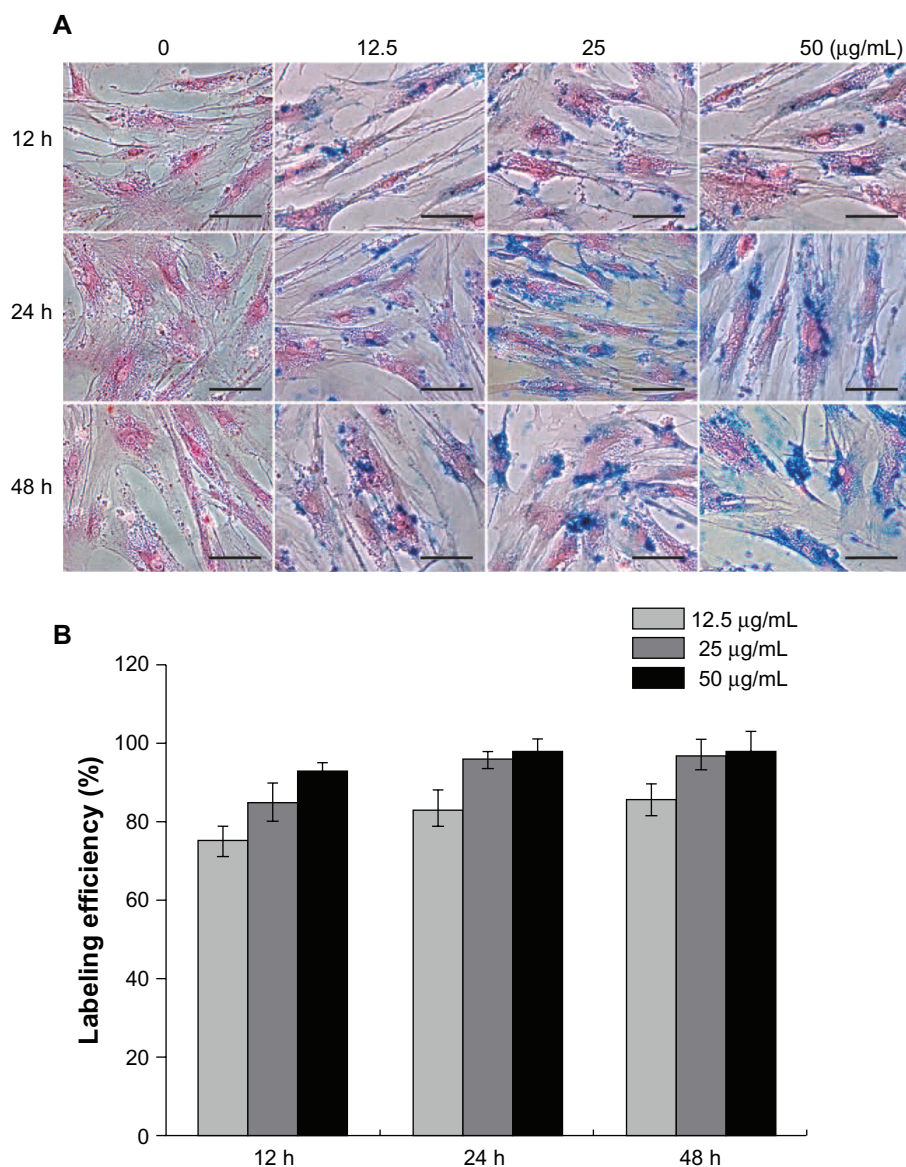 A
0 12.5 25 50 (μg/mL)
12 h
24 h
48 h
B
12.5 μg/mL
25 μg/mL
50 μg/mL
Labeling efficiency (%)
120
100
80
60
40
20
0
12 h 24 h 48 h